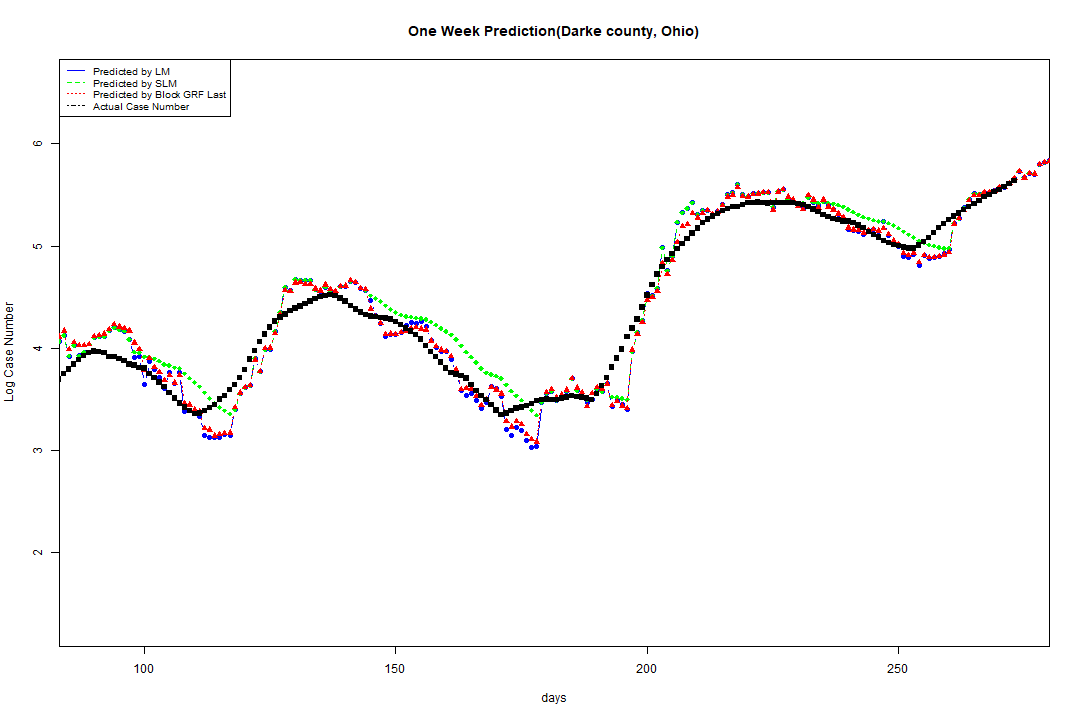 One Week Prediction(Darke county, Ohio)
Predicted by LM
Predicted by SLM
Predicted by Block GRF Last
Actual Case Number
6
5
4
3
2
Log Case Number
100 150 200 250
days